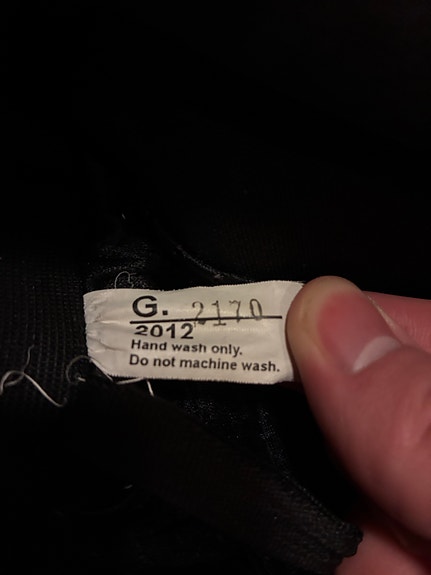 G. 2170
2012
Hand wash only.
Do not machine wash.